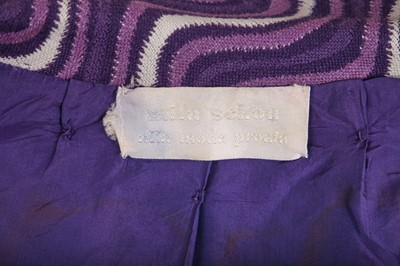 mila schön
alta moda pronta